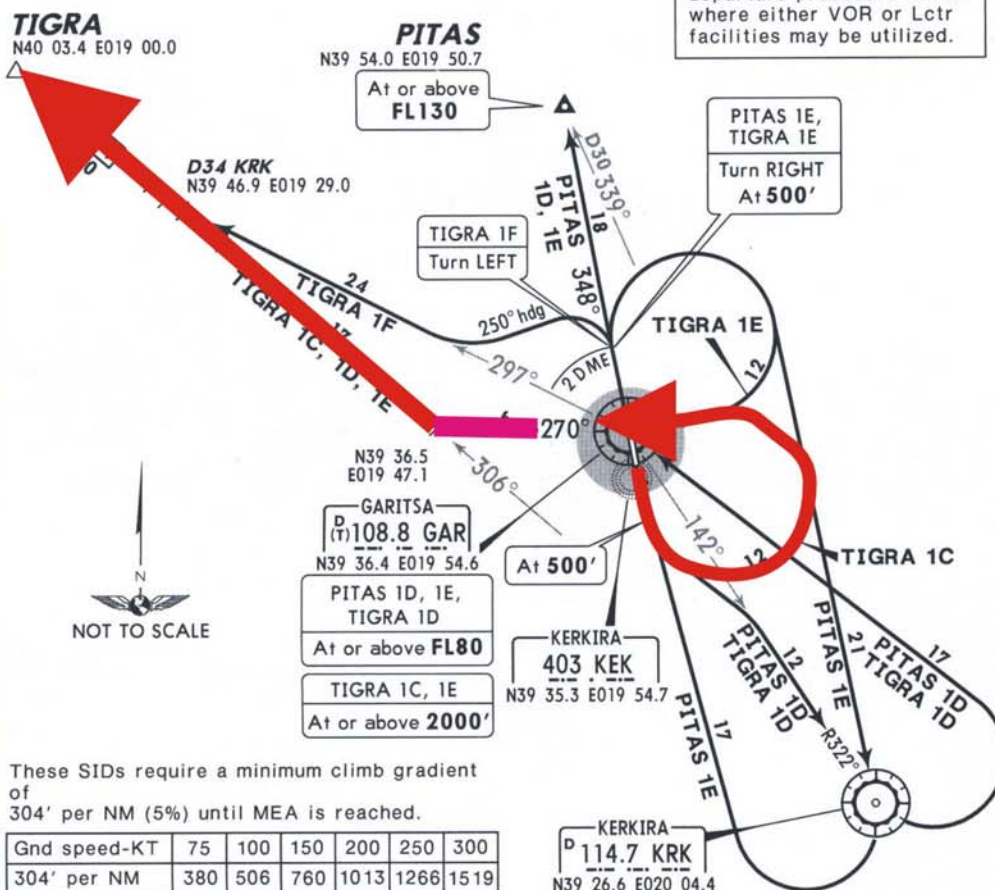 departure procedures
where either VOR or Lctr
facilities may be utilized.
TIGRA
N40 03.4 E019 00.0
PITAS
N39 54.0 E019 50.7
At or above
FL130
D34 KRK
N39 46.9 E019 29.0
D30 339°
PITAS 1E,
TIGRA 1E
Turn RIGHT
At 500'
PITAS 1D, 1E
18
348°
TIGRA 1F
Turn LEFT
24
TIGRA 1F
250° hdg
TIGRA 1E
12
TIGRA 1C, 1D, 1E
297°
2 DME
270°
N39 36.5
E019 47.1
306°
GARITSA
D
(T) 108.8 GAR
N39 36.4 E019 54.6
At 500'
142°
12
TIGRA 1C
PITAS 1D, 1E,
TIGRA 1D
At or above FL80
TIGRA 1C, 1E
At or above 2000'
KERKIRA
403 KEK
N39 35.3 E019 54.7
N
NOT TO SCALE
PITAS 1D
TIGRA 1D
12
PITAS 1E
21
PITAS 1D
TIGRA 1D
17
PITAS 1E
17
R322°
These SIDs require a minimum climb gradient
of
304' per NM (5%) until MEA is reached.
Gnd speed-KT 75 100 150 200 250 300
304' per NM 380 506 760 1013 1266 1519
KERKIRA
D 114.7 KRK
N39 26.6 E020 04.4